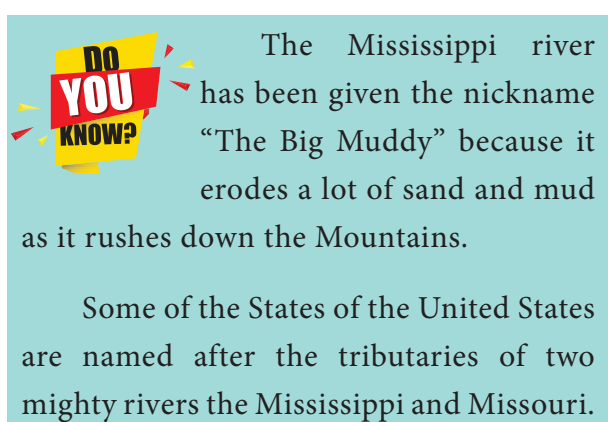 DO
YOU
KNOW?
The Mississippi river
has been given the nickname
“The Big Muddy” because it
erodes a lot of sand and mud
as it rushes down the Mountains.
Some of the States of the United States
are named after the tributaries of two
mighty rivers the Mississippi and Missouri.